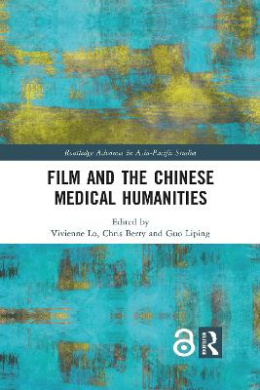 Routledge Advances in Asia-Pacific Studies
FILM AND THE CHINESE
MEDICAL HUMANITIES
Edited by
Vivienne Lo, Chris Berry and Guo Liping